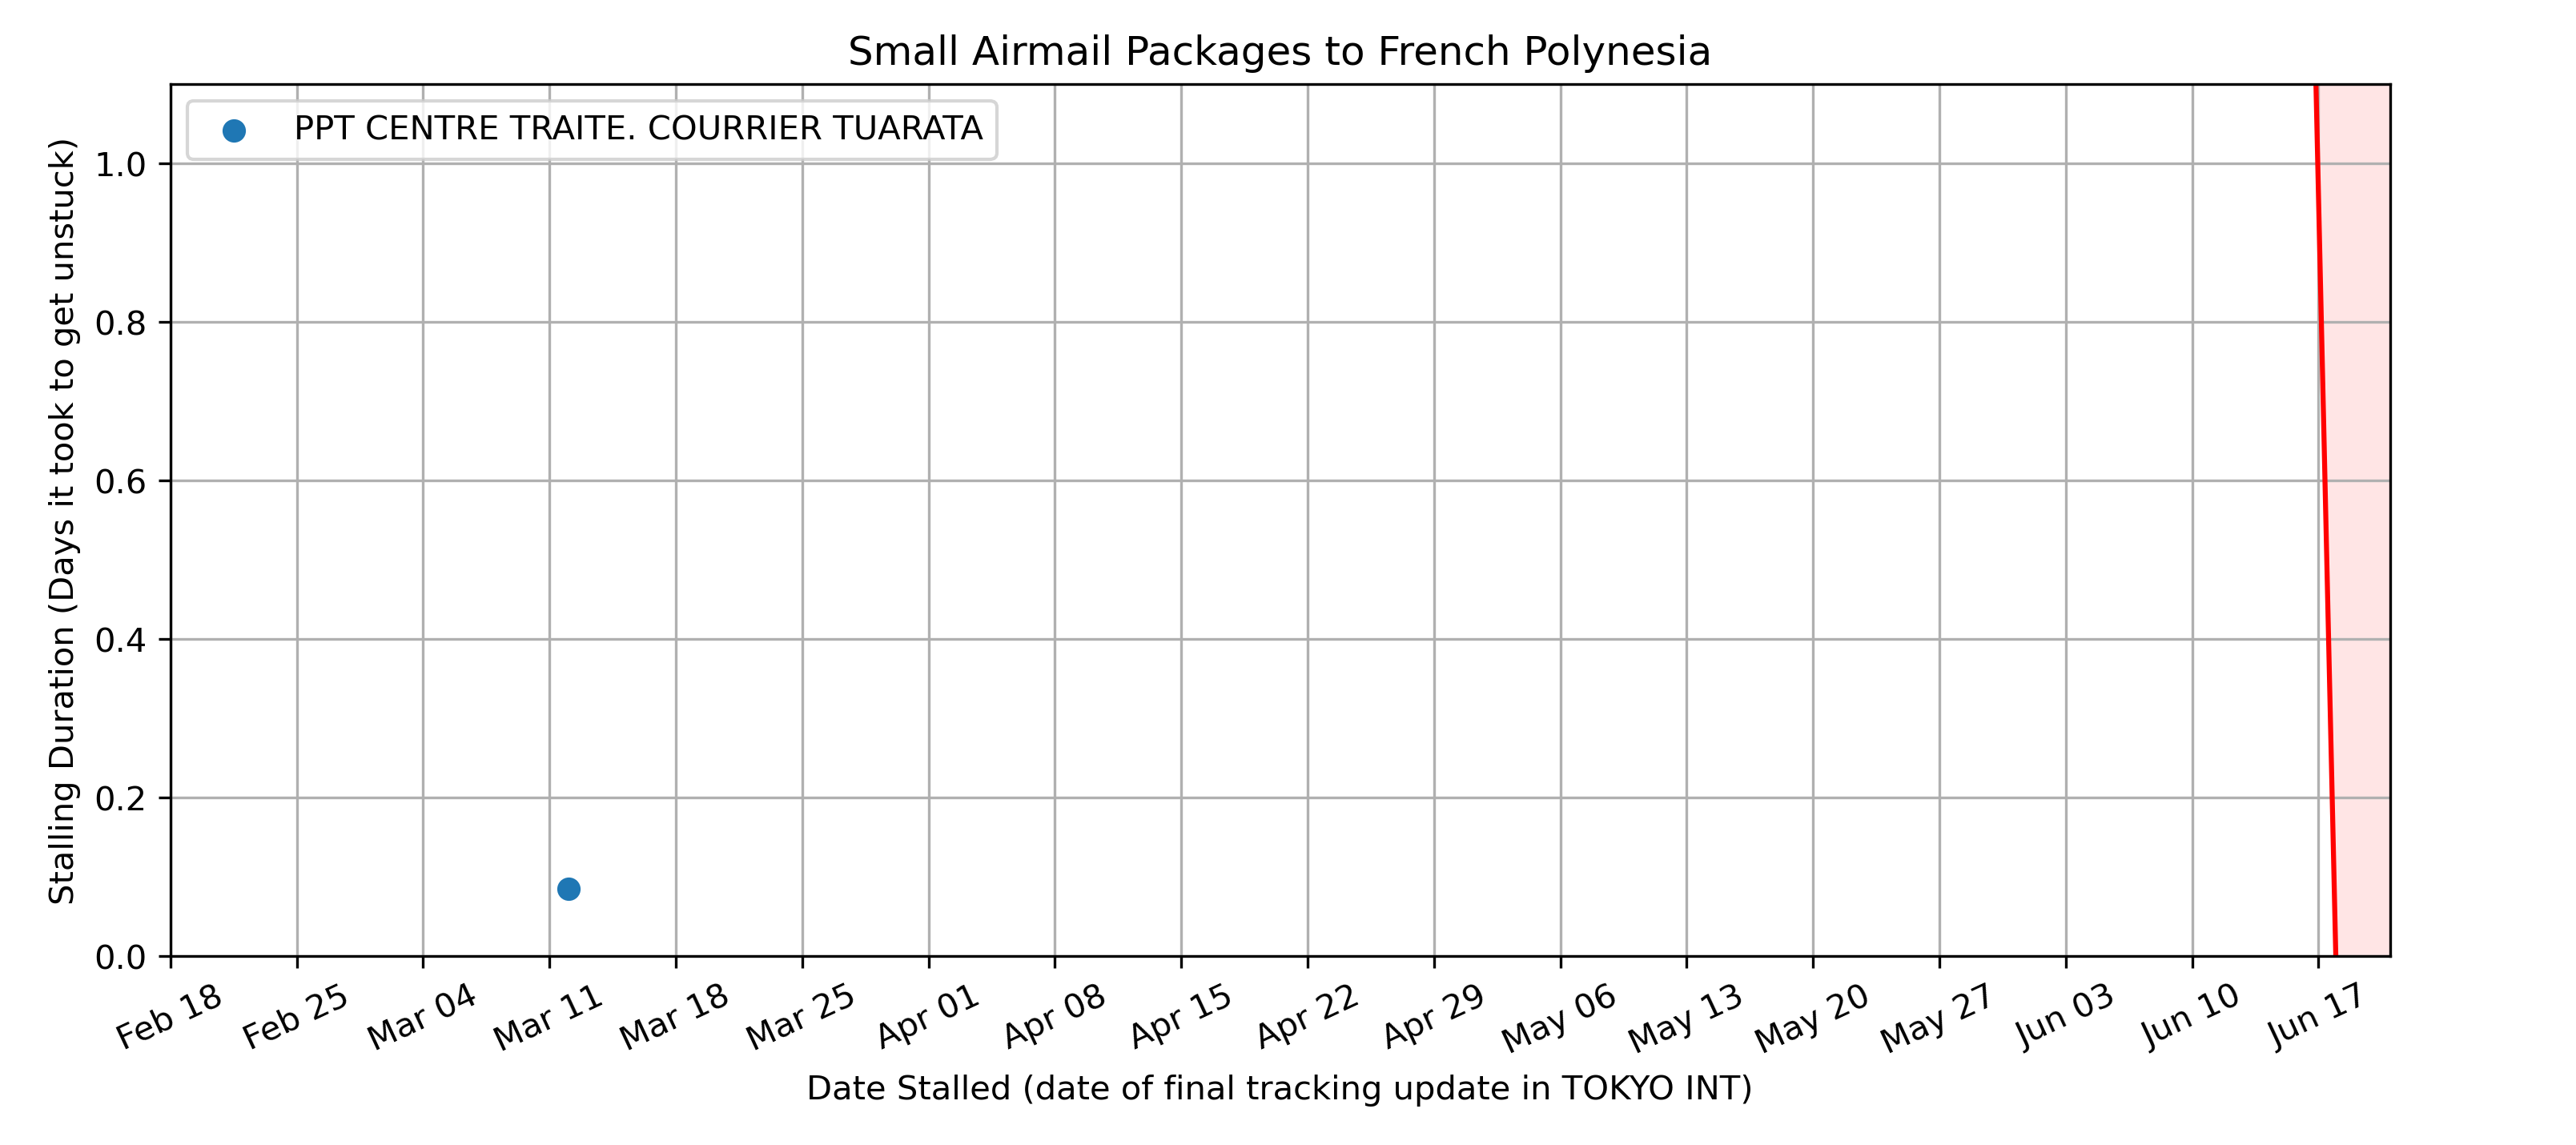 Small Airmail Packages to French Polynesia
PPT CENTRE TRAITE. COURRIER TUARATA
Stalling Duration (Days it took to get unstuck)
1.0
0.8
0.6
0.4
0.2
0.0
Feb 18
Feb 25
Mar 04
Mar 11
Mar 18
Mar 25
Apr 01
Apr 08
Apr 15
Apr 22
Apr 29
May 06
May 13
May 20
May 27
Jun 03
Jun 10
Jun 17
Date Stalled (date of final tracking update in TOKYO INT)